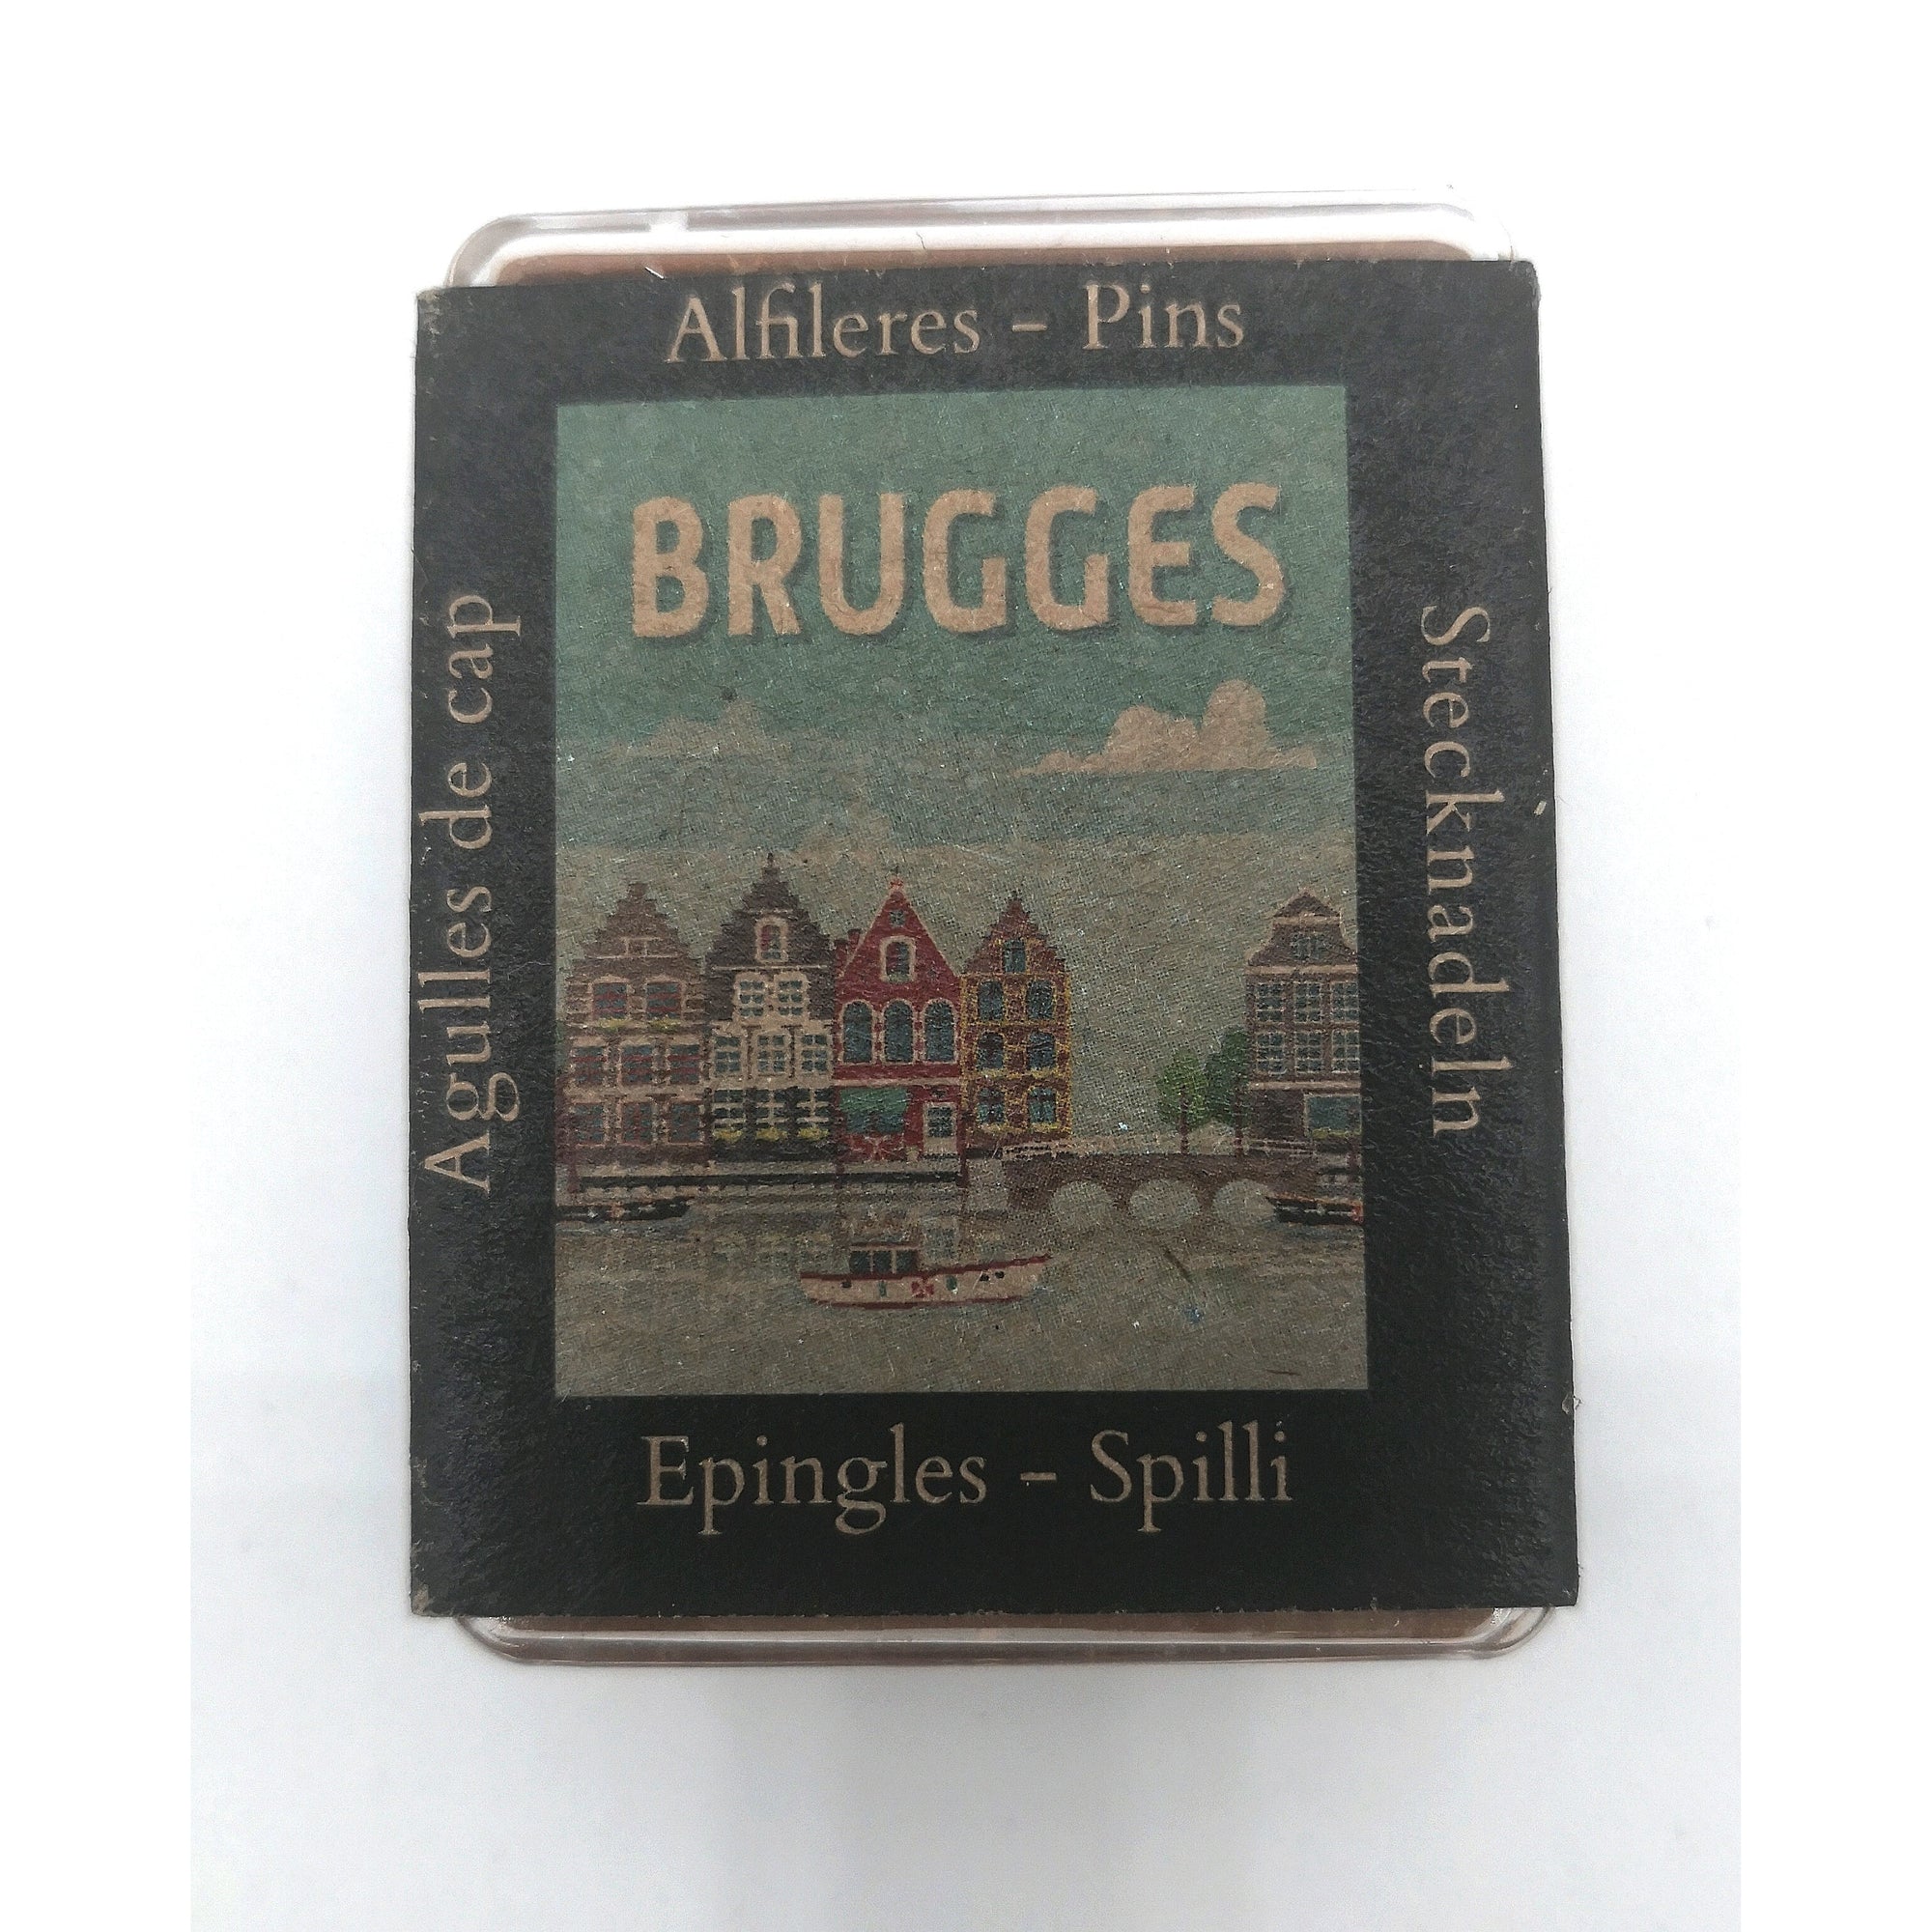 Alfileres - Pins
BRUGGES
Agulles de cap
Stecknadeln
Epingles - Spilli